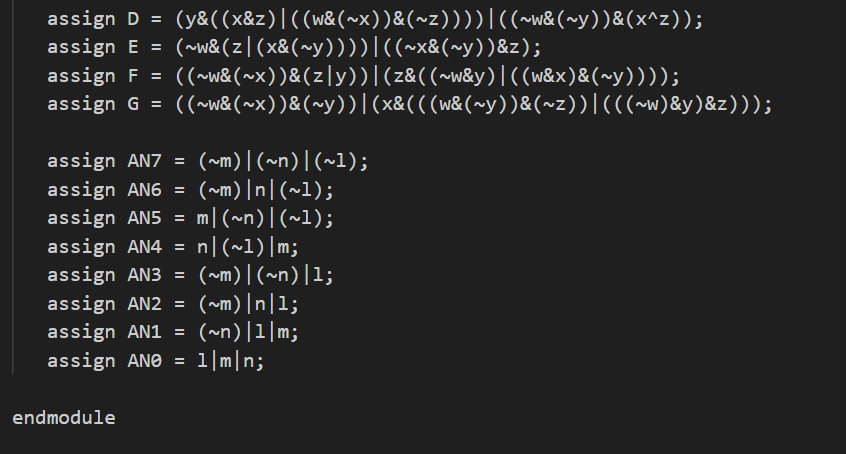 assign D = (y&((x&z)|((w&(~x))&(~z))))|((~w&(~y))&(x^z));
assign E = (~w&(z|(x&(~y))))|((~x&(~y))&z);
assign F = ((~w&(~x))&(z|y))|(z&((~w&y)|((w&x)&(~y))));
assign G = ((~w&(~x))&(~y))|(x&(((w&(~y))&(~z))|(((~w)&y)&z)));
assign AN7 = (~m)|(~n)|(~l);
assign AN6 = (~m)|n|(~l);
assign AN5 = m|(~n)|(~l);
assign AN4 = n|(~l)|m;
assign AN3 = (~m)|(~n)|l;
assign AN2 = (~m)|n|l;
assign AN1 = (~n)|l|m;
assign AN0 = l|m|n;
endmodule